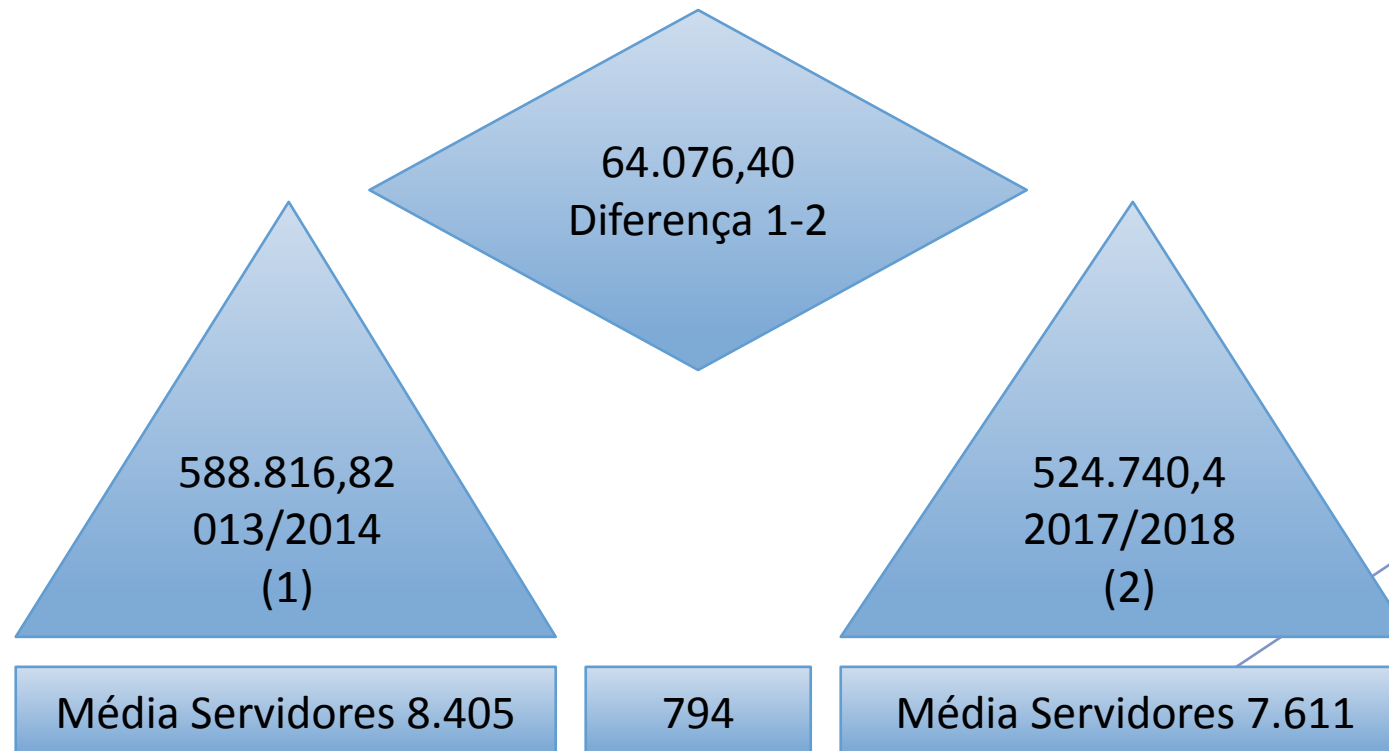 64.076,40
Diferença 1-2
588.816,82
013/2014
(1)
524.740,4
2017/2018
(2)
Média Servidores 8.405
794
Média Servidores 7.611